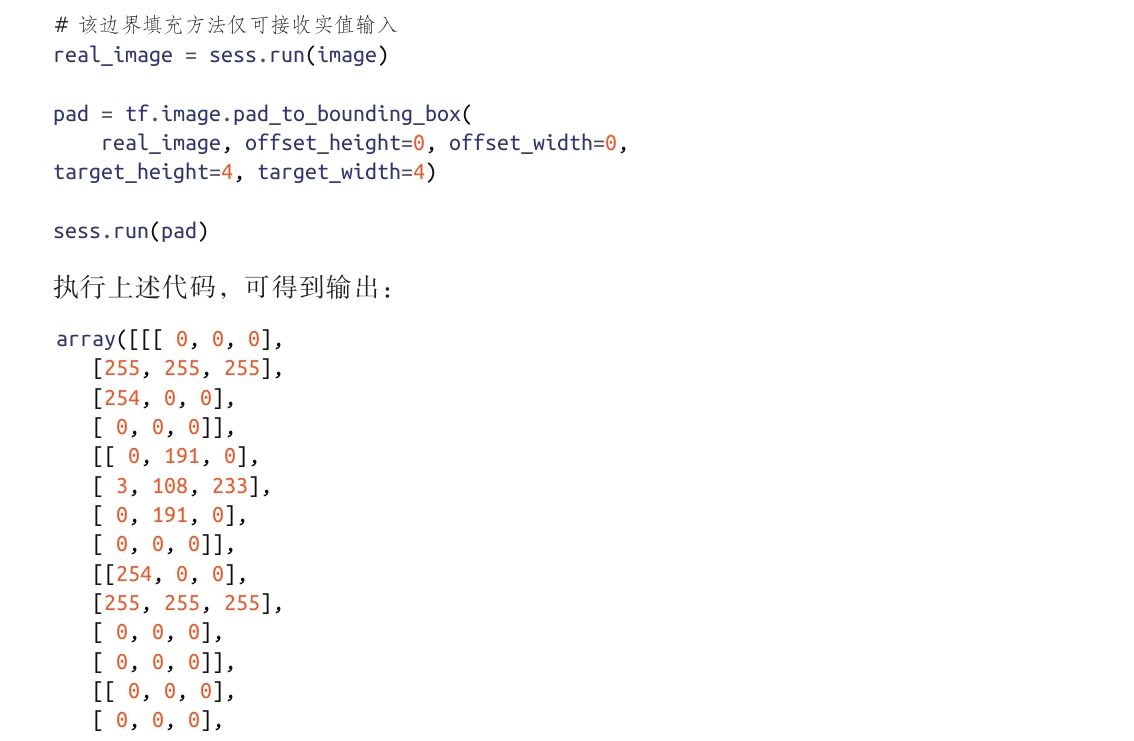 # 该边界填充方法仅可接收实值输入
real_image = sess.run(image)
pad = tf.image.pad_to_bounding_box(
real_image, offset_height=0, offset_width=0,
target_height=4, target_width=4)
sess.run(pad)
执行上述代码，可得到输出：
array([[[ 0, 0, 0],
[255, 255, 255],
[254, 0, 0],
[ 0, 0, 0]],
[[ 0, 191, 0],
[ 3, 108, 233],
[ 0, 191, 0],
[ 0, 0, 0]],
[[254, 0, 0],
[255, 255, 255],
[ 0, 0, 0],
[ 0, 0, 0]],
[[ 0, 0, 0],
[ 0, 0, 0],